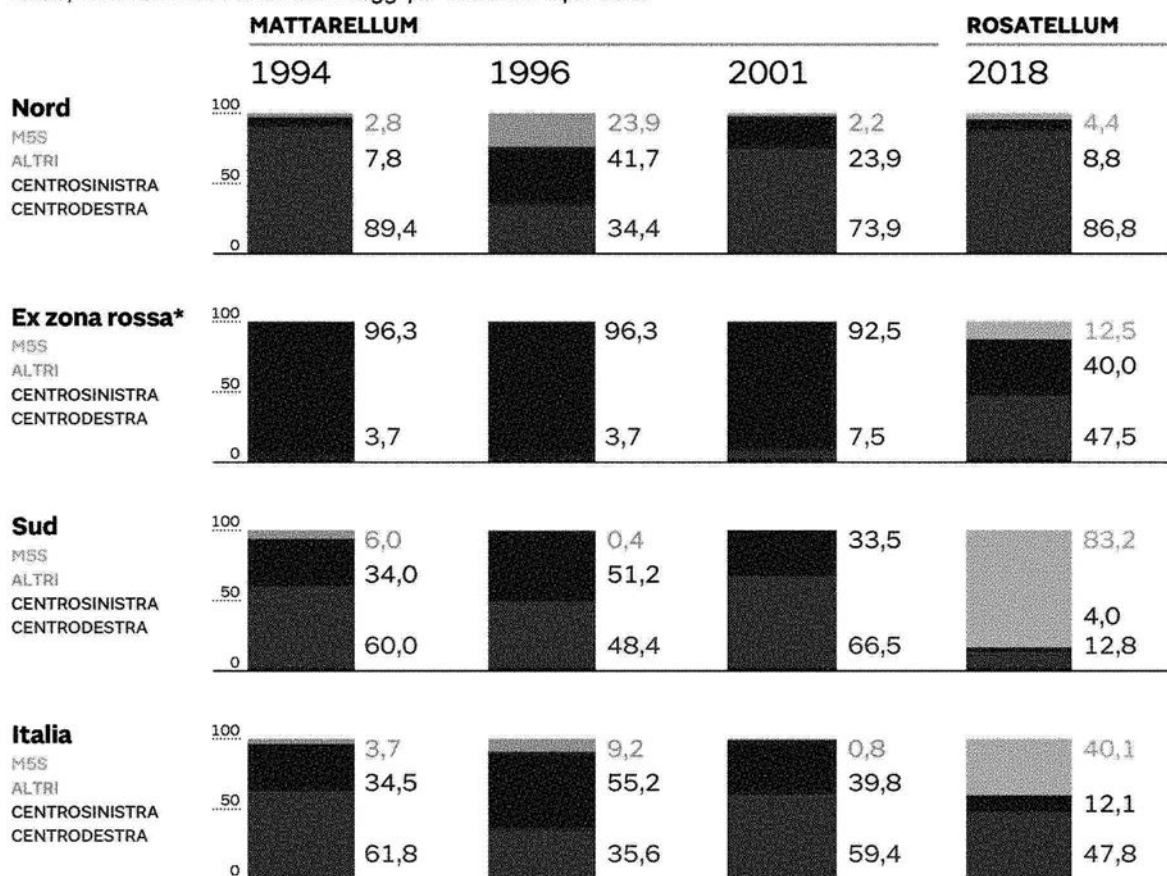 MATTARELLUM ROSATELLUM
1994 1996 2001 2018
Nord
M5S
ALTRI
CENTROSINISTRA
CENTRODESTRA
100
50
0
2,8 23,9 2,2 4,4
7,8 41,7 23,9 8,8
89,4 34,4 73,9 86,8
Ex zona rossa*
M5S
ALTRI
CENTROSINISTRA
CENTRODESTRA
100
50
0
96,3 96,3 92,5 12,5
40,0
3,7 3,7 7,5 47,5
Sud
M5S
ALTRI
CENTROSINISTRA
CENTRODESTRA
100
50
0
6,0 0,4 33,5 83,2
34,0 51,2 4,0
60,0 48,4 66,5 12,8
Italia
M5S
ALTRI
CENTROSINISTRA
CENTRODESTRA
100
50
0
3,7 9,2 0,8 40,1
34,5 55,2 39,8 12,1
61,8 35,6 59,4 47,8